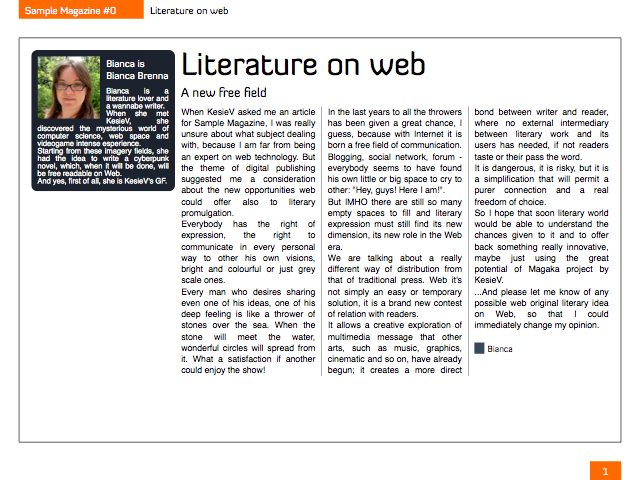 Sample Magazine #0
Literature on web
Bianca is
Bianca Brenna
Bianca is a
literature lover and
a wannabe writer.
When she met
KesieV, she
discovered the mysterious world of
computer science, web space and
videogame intense esperience.
Starting from these imagery fields, she
had the idea to write a cyberpunk
novel, which, when it will be done, will
be free readable on Web.
And yes, first of all, she is KesieV's GF.
Literature on web
A new free field
When KesieV asked me an article
for Sample Magazine, I was really
unsure about what subject dealing
with, because I am far from being
an expert on web technology. But
the theme of digital publishing
suggested me a consideration
about the new opportunities web
could offer also to literary
promulgation.
Everybody has the right of
expression, the right to
communicate in every personal
way to other his own visions,
bright and colourful or just grey
scale ones.
Every man who desires sharing
even one of his ideas, one of his
deep feeling is like a thrower of
stones over the sea. When the
stone will meet the water,
wonderful circles will spread from
it. What a satisfaction if another
could enjoy the show!
In the last years to all the throwers
has been given a great chance, I
guess, because with Internet it is
born a free field of communication.
Blogging, social network, forum -
everybody seems to have found
his own little or big space to cry to
other: "Hey, guys! Here I am!".
But IMHO there are still so many
empty spaces to fill and literary
expression must still find its new
dimension, its new role in the Web
era.
We are talking about a really
different way of distribution from
that of traditional press. Web it's
not simply an easy or temporary
solution, it is a brand new contest
of relation with readers.
It allows a creative exploration of
multimedia message that other
arts, such as music, graphics,
cinematic and so on, have already
begun; it creates a more direct
bond between writer and reader,
where no external intermediary
between literary work and its
users has needed, if not readers
taste or their pass the word.
It is dangerous, it is risky, but it is
a simplification that will permit a
purer connection and a real
freedom of choice.
So I hope that soon literary world
would be able to understand the
chances given to it and to offer
back something really innovative,
maybe just using the great
potential of Magaka project by
KesieV.
...And please let me know of any
possible web original literary idea
on Web, so that I could
immediately change my opinion.
Bianca
1